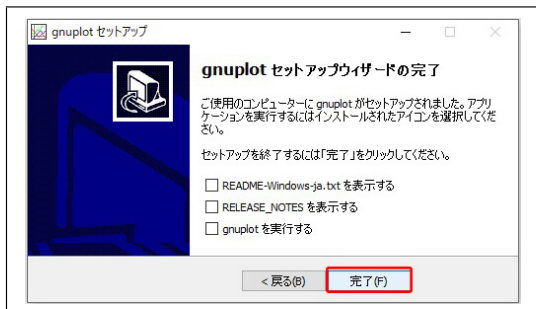 gnuplot セットアップ
gnuplot セットアップウィザードの完了
ご使用のコンピューターに gnuplot がセットアップされました。アプリ
ケーションを実行するにはインストールされたアイコンを選択してくだ
さい。
セットアップを終了するには「完了」をクリックしてください。
README-Windows-ja.txt を表示する
RELEASE_NOTES を表示する
gnuplot を実行する
< 戻る(B)
完了(F)